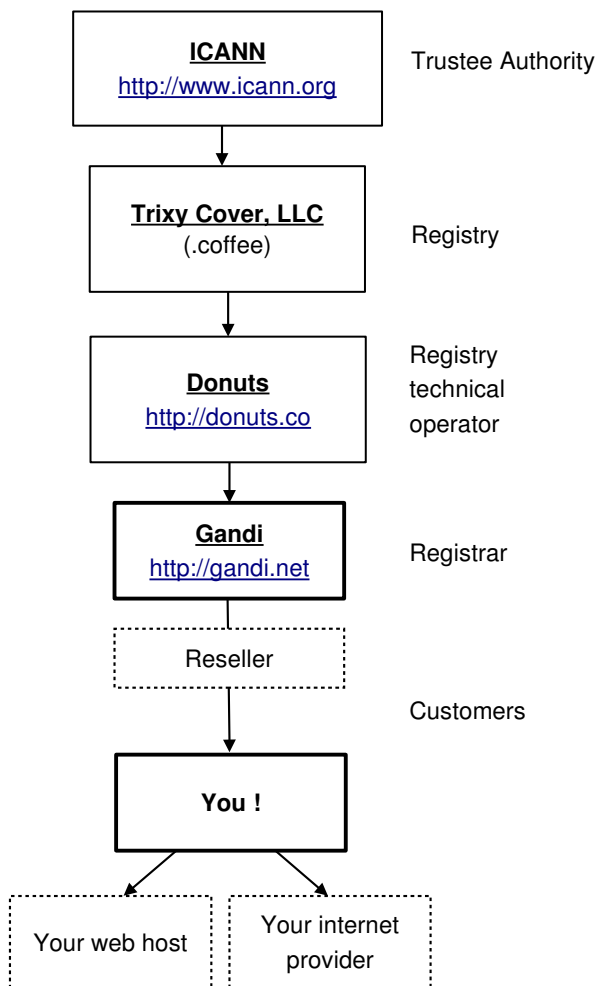 ICANN
http://www.icann.org
Trustee Authority
Trixy Cover, LLC
(.coffee)
Registry
Donuts
http://donuts.co
Registry
technical
operator
Gandi
http://gandi.net
Registrar
Reseller
Customers
You !
Your web host
Your internet
provider